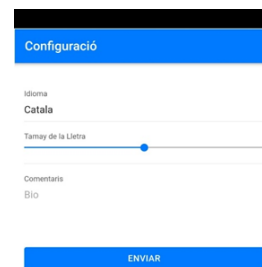 Configuració
Idioma
Catala
Tamay de la Lletra
Comentaris
Bio
ENVIAR